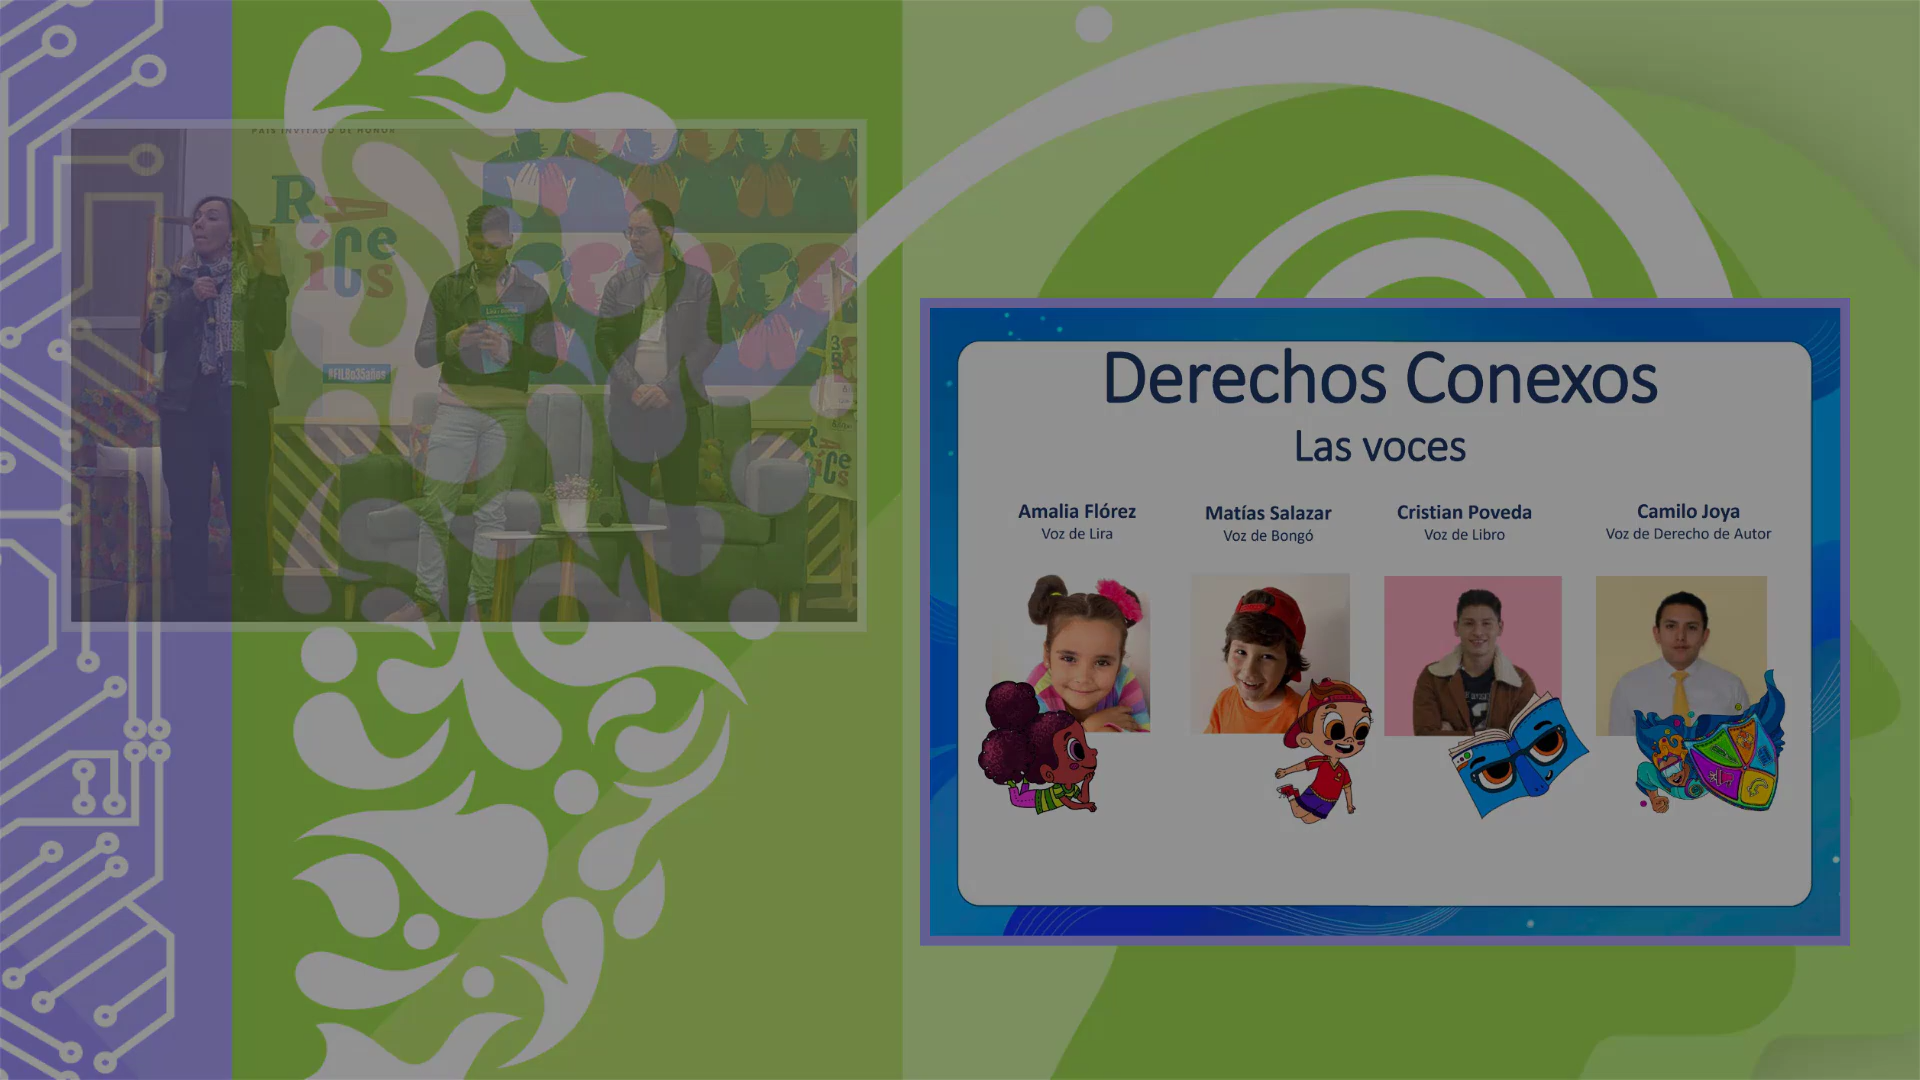 PAÍS INVITADO DE HONOR
Raíces
#FILBo35años
Raíces
Derechos Conexos
Las voces
Amalia Flórez
Voz de Lira
Matías Salazar
Voz de Bongó
Cristian Poveda
Voz de Libro
Camilo Joya
Voz de Derecho de Autor